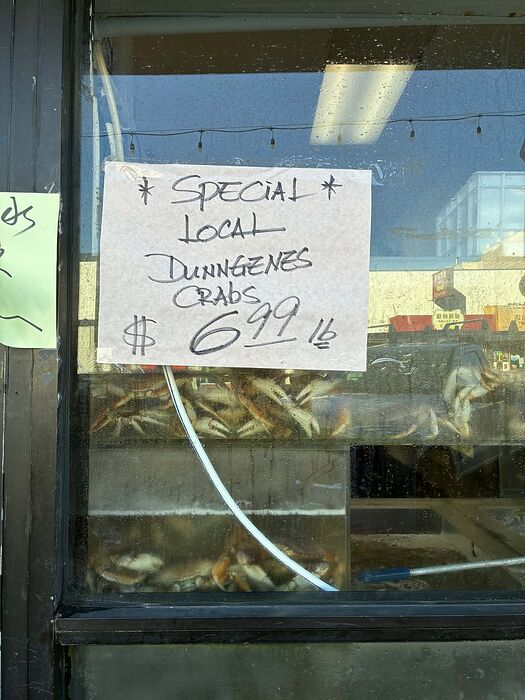 * SPECIAL *
LOCAL
DUNNGENES
CRABS
$ 6.99 lb